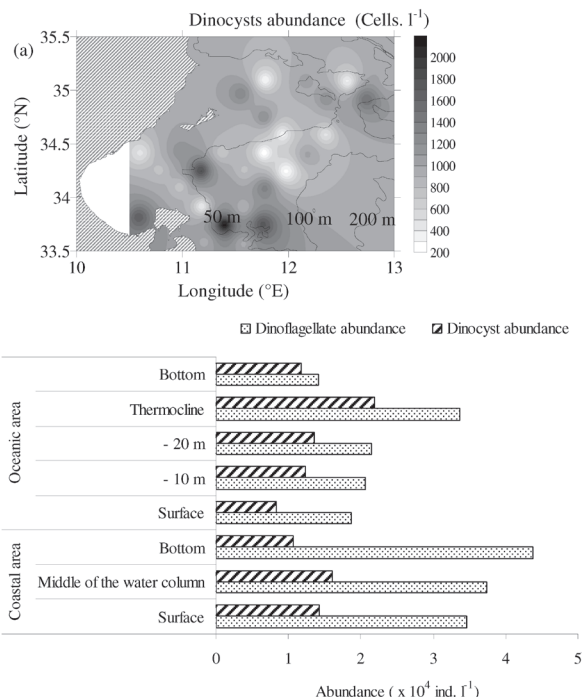 Dinocysts abundance (Cells. l⁻¹)
(a)
35.5
35
34.5
34
33.5
Latitude (°N)
50 m 100 m 200 m
10 11 12 13
Longitude (°E)
2000
1800
1600
1400
1200
1000
800
600
400
200
Dinoflagellate abundance Dinocyst abundance
Oceanic area
Bottom
Thermocline
- 20 m
- 10 m
Surface
Coastal area
Bottom
Middle of the water column
Surface
0 1 2 3 4 5
Abundance ( x 10⁴ ind. l⁻¹)